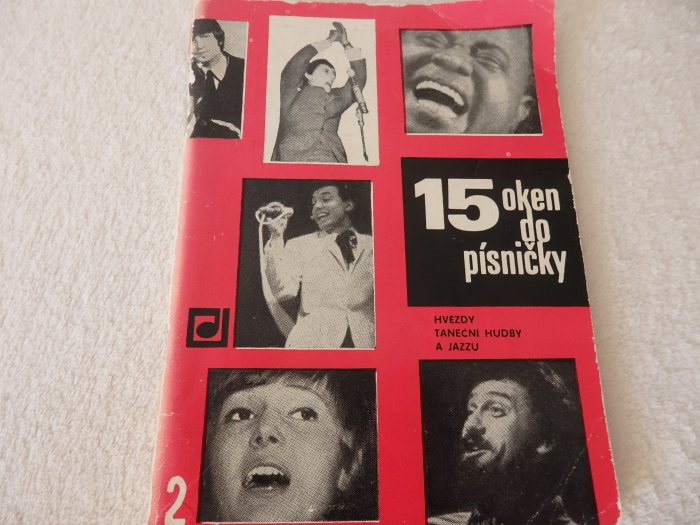 15 oken
do
písničky
HVĚZDY
TANEČNÍ HUDBY
A JAZZU
2